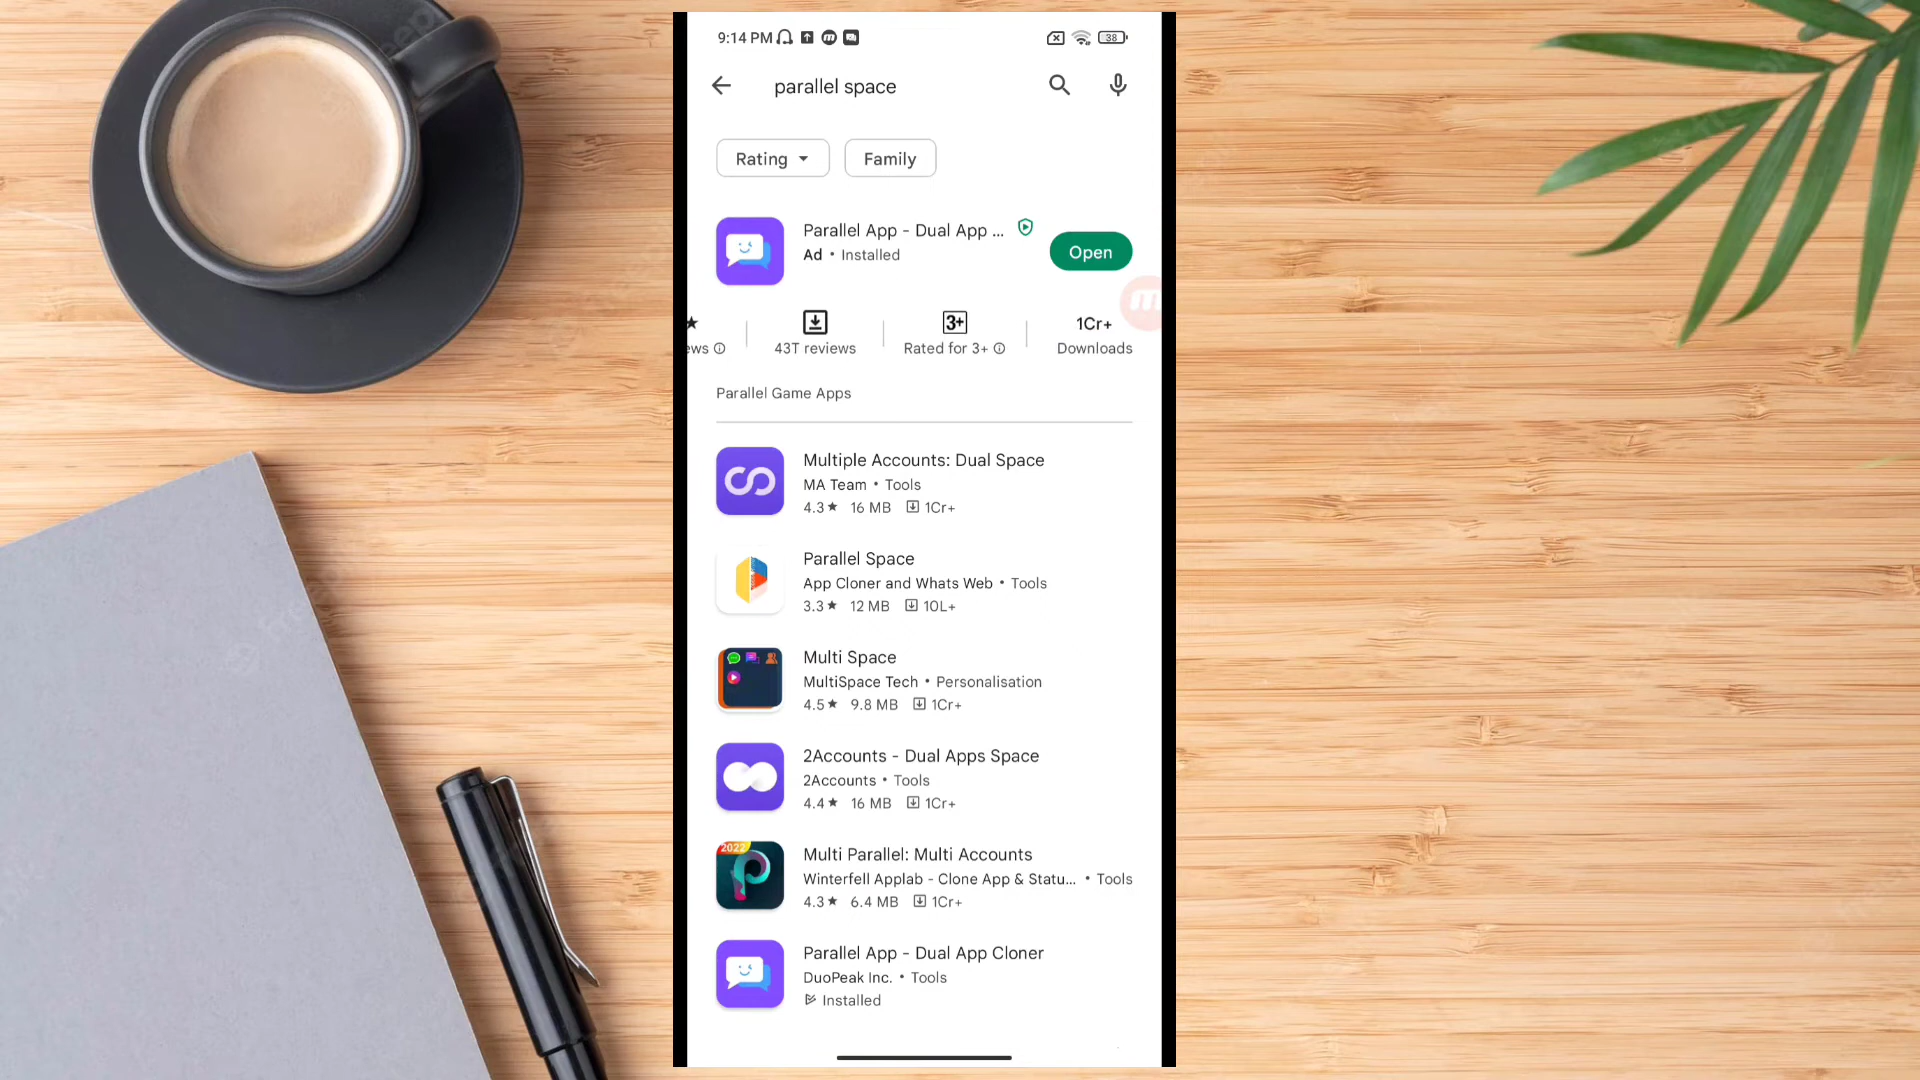 9:14 PM
38
parallel space
Rating
Family
Parallel App - Dual App ...
Ad • Installed
Open
ews
43T reviews
3+
Rated for 3+
1Cr+
Downloads
Parallel Game Apps
Multiple Accounts: Dual Space
MA Team • Tools
4.3★ 16 MB 1Cr+
Parallel Space
App Cloner and Whats Web • Tools
3.3★ 12 MB 10L+
Multi Space
MultiSpace Tech • Personalisation
4.5★ 9.8 MB 1Cr+
2Accounts - Dual Apps Space
2Accounts • Tools
4.4★ 16 MB 1Cr+
2022
Multi Parallel: Multi Accounts
Winterfell Applab - Clone App & Statu... • Tools
4.3★ 6.4 MB 1Cr+
Parallel App - Dual App Cloner
DuoPeak Inc. • Tools
Installed